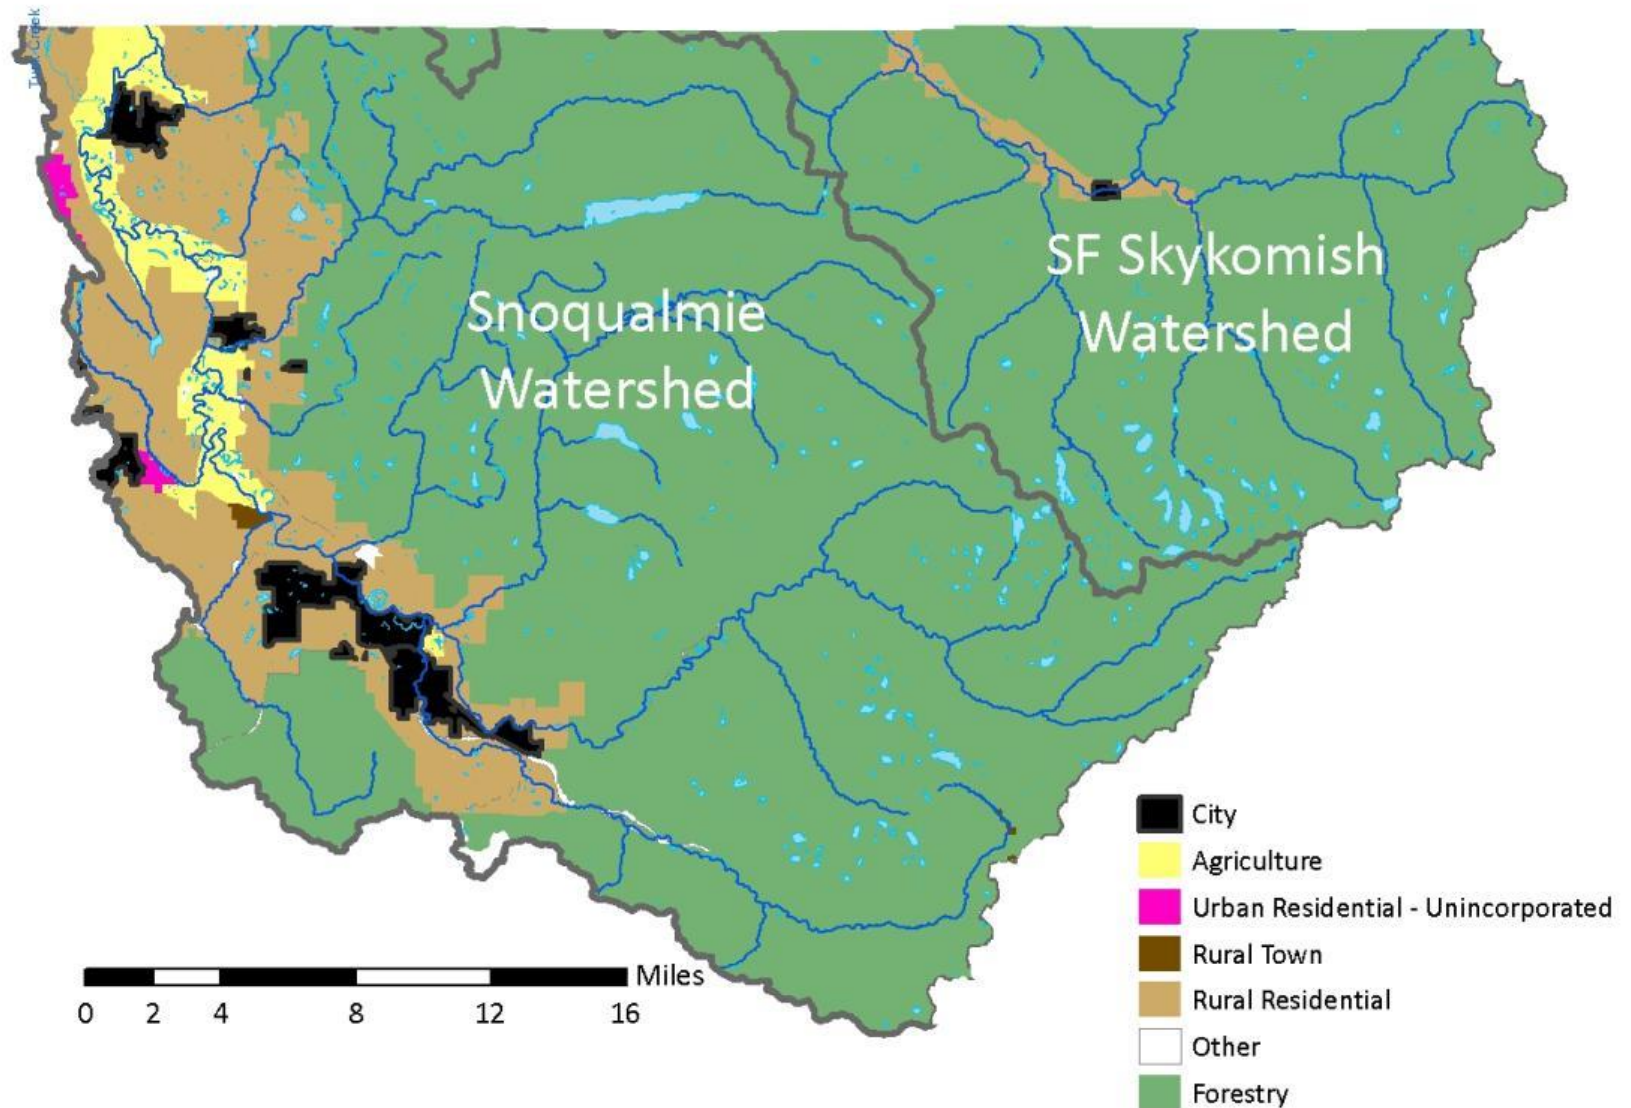 Creek
SF Skykomish
Watershed
Snoqualmie
Watershed
City
Agriculture
Urban Residential - Unincorporated
Rural Town
Rural Residential
Other
Forestry
Miles
0 2 4 8 12 16